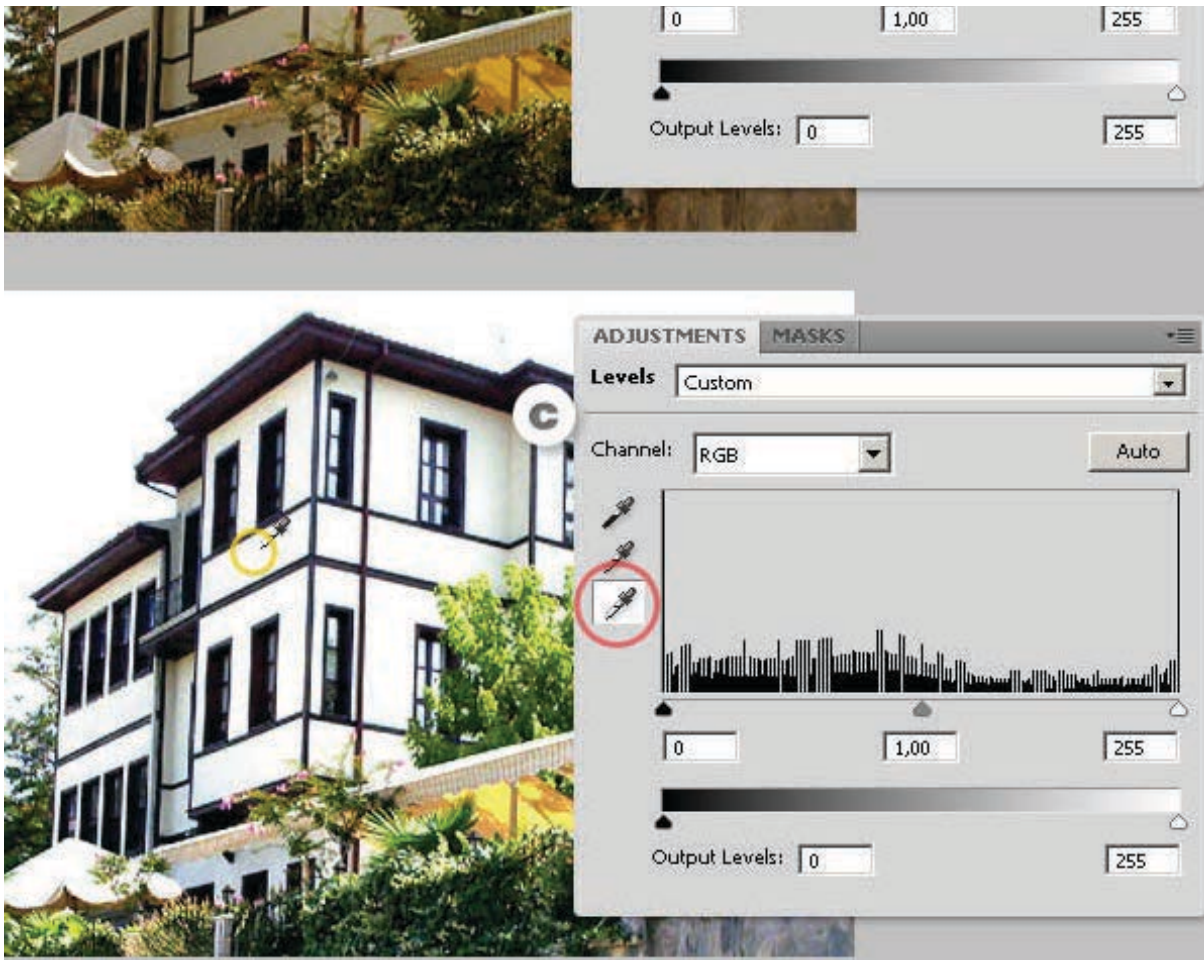 0 1,00 255
Output Levels: 0 255
ADJUSTMENTS MASKS
Levels Custom
C
Channel: RGB Auto
0 1,00 255
Output Levels: 0 255